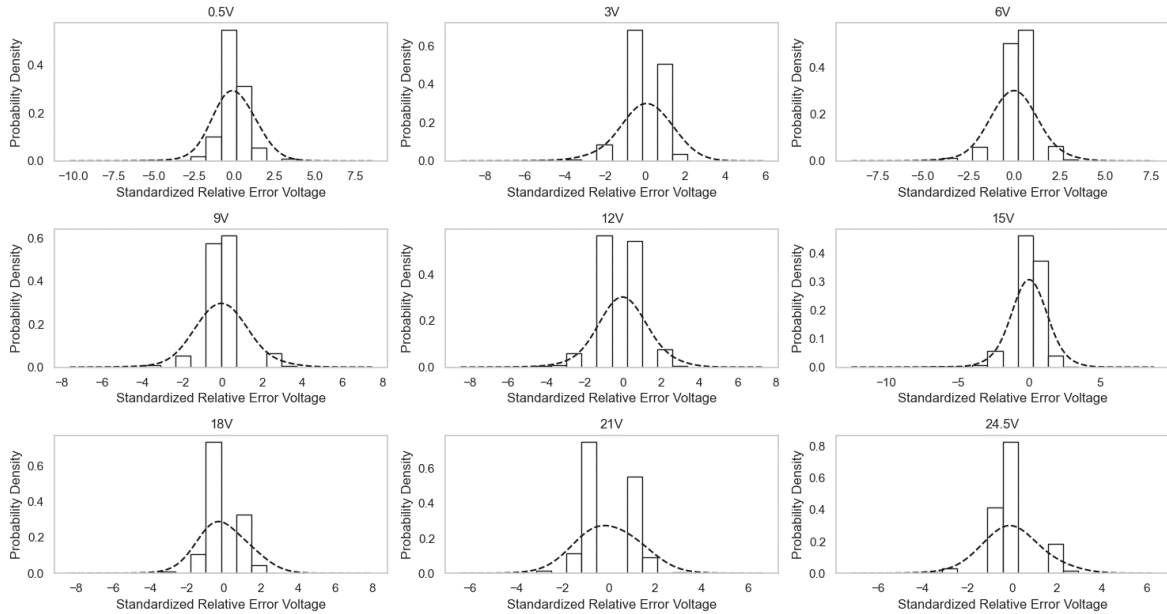 0.5V
Probability Density
0.4
0.2
0.0
−10.0 −7.5 −5.0 −2.5 0.0 2.5 5.0 7.5
Standardized Relative Error Voltage
3V
Probability Density
0.6
0.4
0.2
0.0
−8 −6 −4 −2 0 2 4 6
Standardized Relative Error Voltage
6V
Probability Density
0.4
0.2
0.0
−7.5 −5.0 −2.5 0.0 2.5 5.0 7.5
Standardized Relative Error Voltage
9V
Probability Density
0.6
0.4
0.2
0.0
−8 −6 −4 −2 0 2 4 6 8
Standardized Relative Error Voltage
12V
Probability Density
0.4
0.2
0.0
−8 −6 −4 −2 0 2 4 6 8
Standardized Relative Error Voltage
15V
Probability Density
0.4
0.3
0.2
0.1
0.0
−10 −5 0 5
Standardized Relative Error Voltage
18V
Probability Density
0.6
0.4
0.2
0.0
−8 −6 −4 −2 0 2 4 6 8
Standardized Relative Error Voltage
21V
Probability Density
0.6
0.4
0.2
0.0
−6 −4 −2 0 2 4 6
Standardized Relative Error Voltage
24.5V
Probability Density
0.8
0.6
0.4
0.2
0.0
−6 −4 −2 0 2 4 6
Standardized Relative Error Voltage